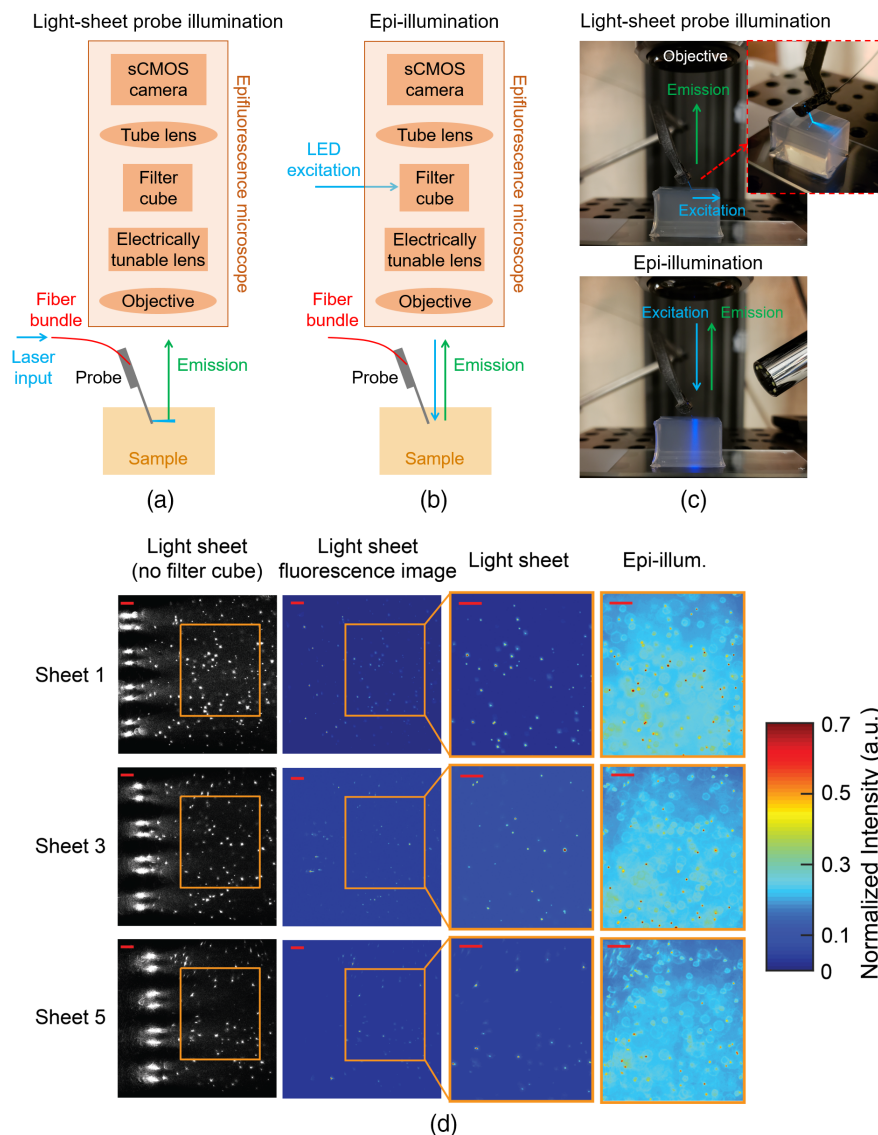 Light-sheet probe illumination
sCMOS
camera
Tube lens
Filter
cube
Electrically
tunable lens
Objective
Epifluorescence microscope
Fiber
bundle
Laser
input
Probe
Emission
Sample
(a)
Epi-illumination
sCMOS
camera
Tube lens
LED
excitation
Filter
cube
Electrically
tunable lens
Objective
Epifluorescence microscope
Fiber
bundle
Probe
Emission
Sample
(b)
Light-sheet probe illumination
Objective
Emission
Excitation
Epi-illumination
Excitation
Emission
(c)
Light sheet
(no filter cube)
Light sheet
fluorescence image
Light sheet
Epi-illum.
Sheet 1
Sheet 3
Sheet 5
0.7
0.5
0.3
0.1
0
Normalized Intensity (a.u.)
(d)